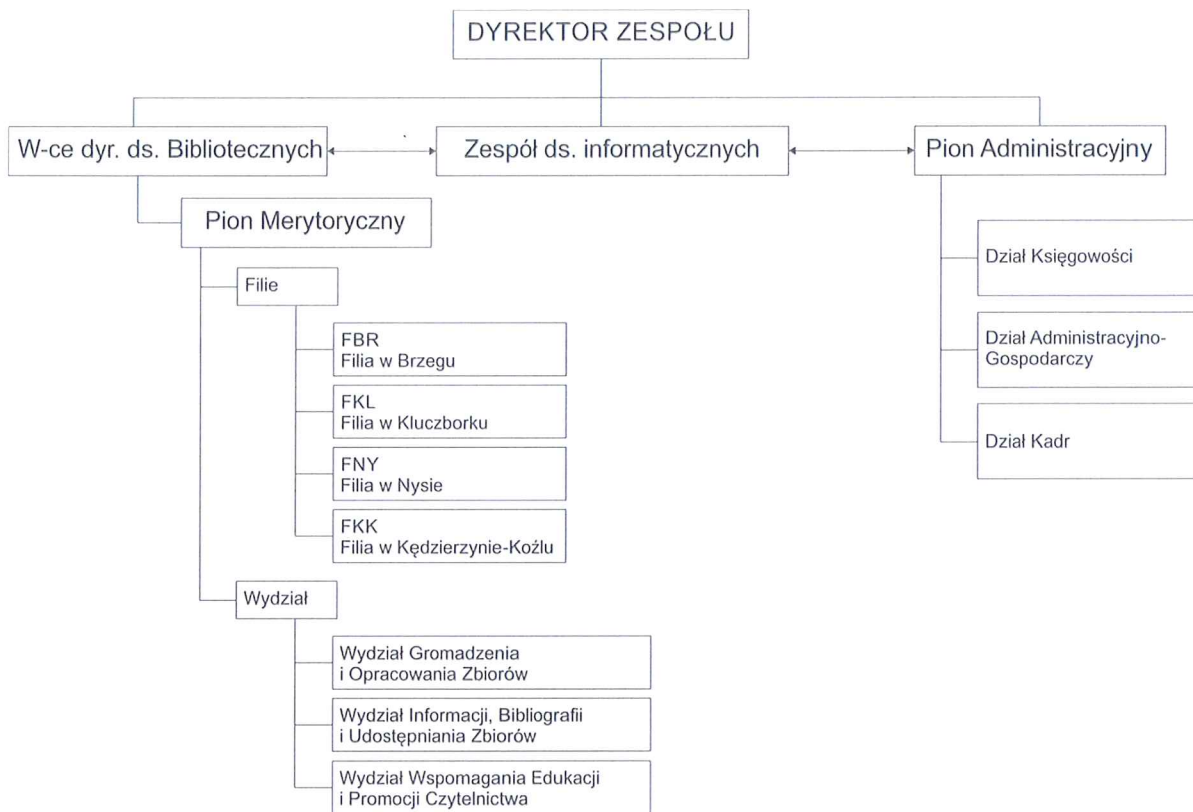 DYREKTOR ZESPOŁU
W-ce dyr. ds. Bibliotecznych
Zespół ds. informatycznych
Pion Administracyjny
Pion Merytoryczny
Filie
FBR
Filia w Brzegu
FKL
Filia w Kluczborku
FNY
Filia w Nysie
FKK
Filia w Kędzierzynie-Koźlu
Wydział
Wydział Gromadzenia
i Opracowania Zbiorów
Wydział Informacji, Bibliografii
i Udostępniania Zbiorów
Wydział Wspomagania Edukacji
i Promocji Czytelnictwa
Dział Księgowości
Dział Administracyjno-
Gospodarczy
Dział Kadr